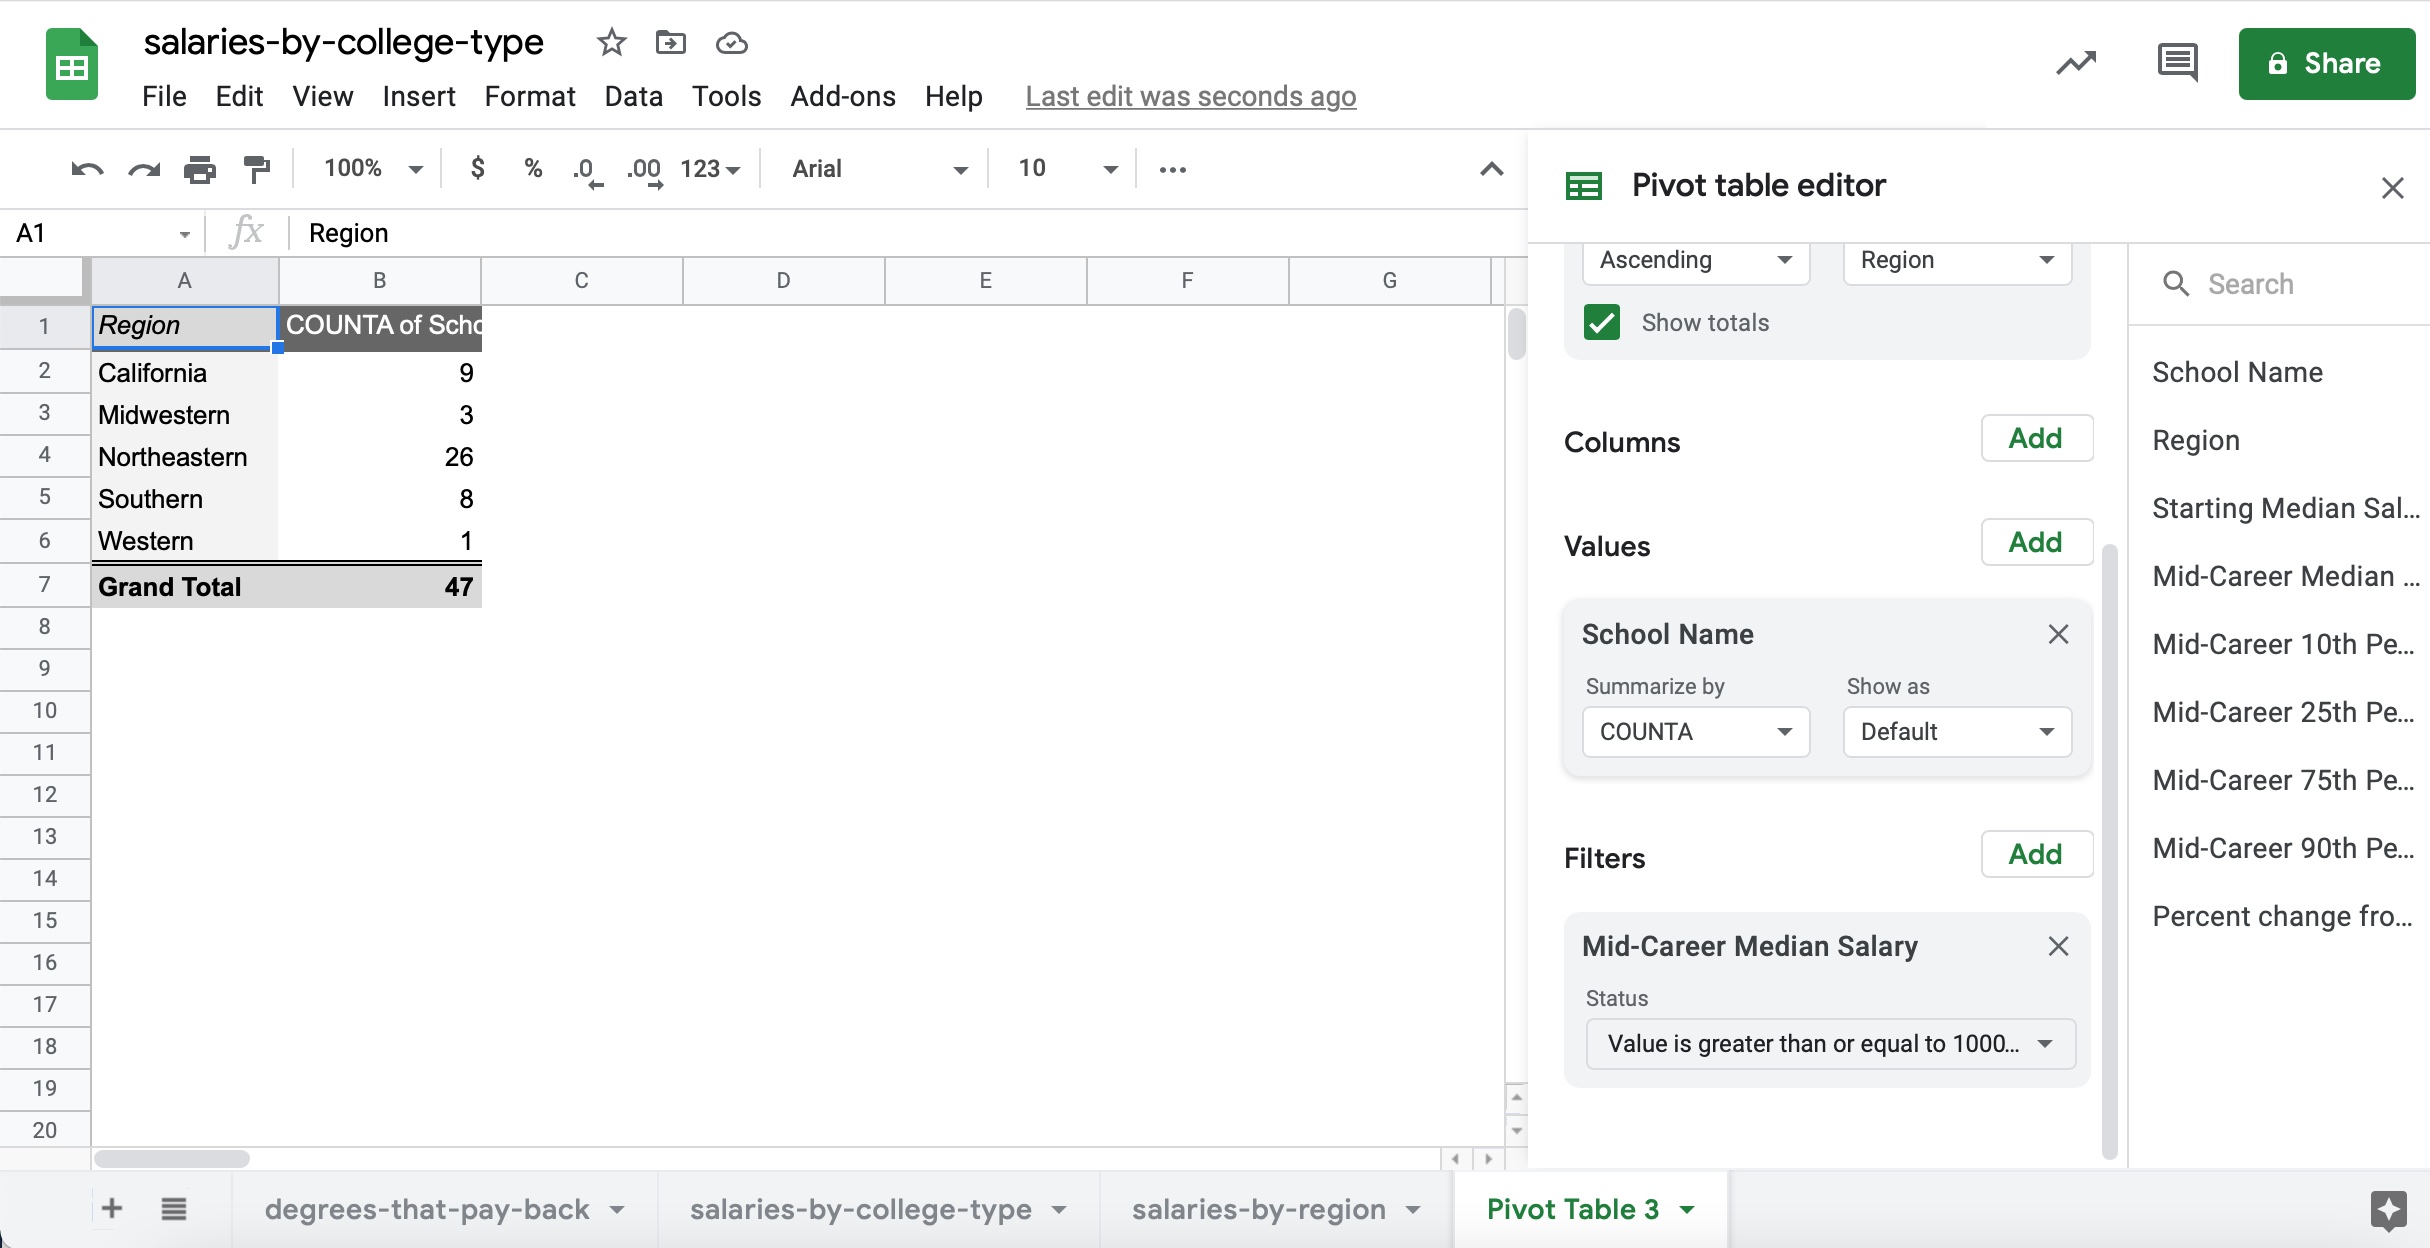 salaries-by-college-type
File Edit View Insert Format Data Tools Add-ons Help Last edit was seconds ago
Share
100% $ % .0 .00 123 Arial 10 ...
A1 fx Region
A B C D E F G
1 Region COUNTA of Scho
2 California 9
3 Midwestern 3
4 Northeastern 26
5 Southern 8
6 Western 1
7 Grand Total 47
8
9
10
11
12
13
14
15
16
17
18
19
20
Pivot table editor
Ascending Region
Show totals
Columns Add
Values Add
School Name
Summarize by Show as
COUNTA Default
Filters Add
Mid-Career Median Salary
Status
Value is greater than or equal to 1000...
Search
School Name
Region
Starting Median Sal...
Mid-Career Median ...
Mid-Career 10th Pe...
Mid-Career 25th Pe...
Mid-Career 75th Pe...
Mid-Career 90th Pe...
Percent change fro...
degrees-that-pay-back salaries-by-college-type salaries-by-region Pivot Table 3